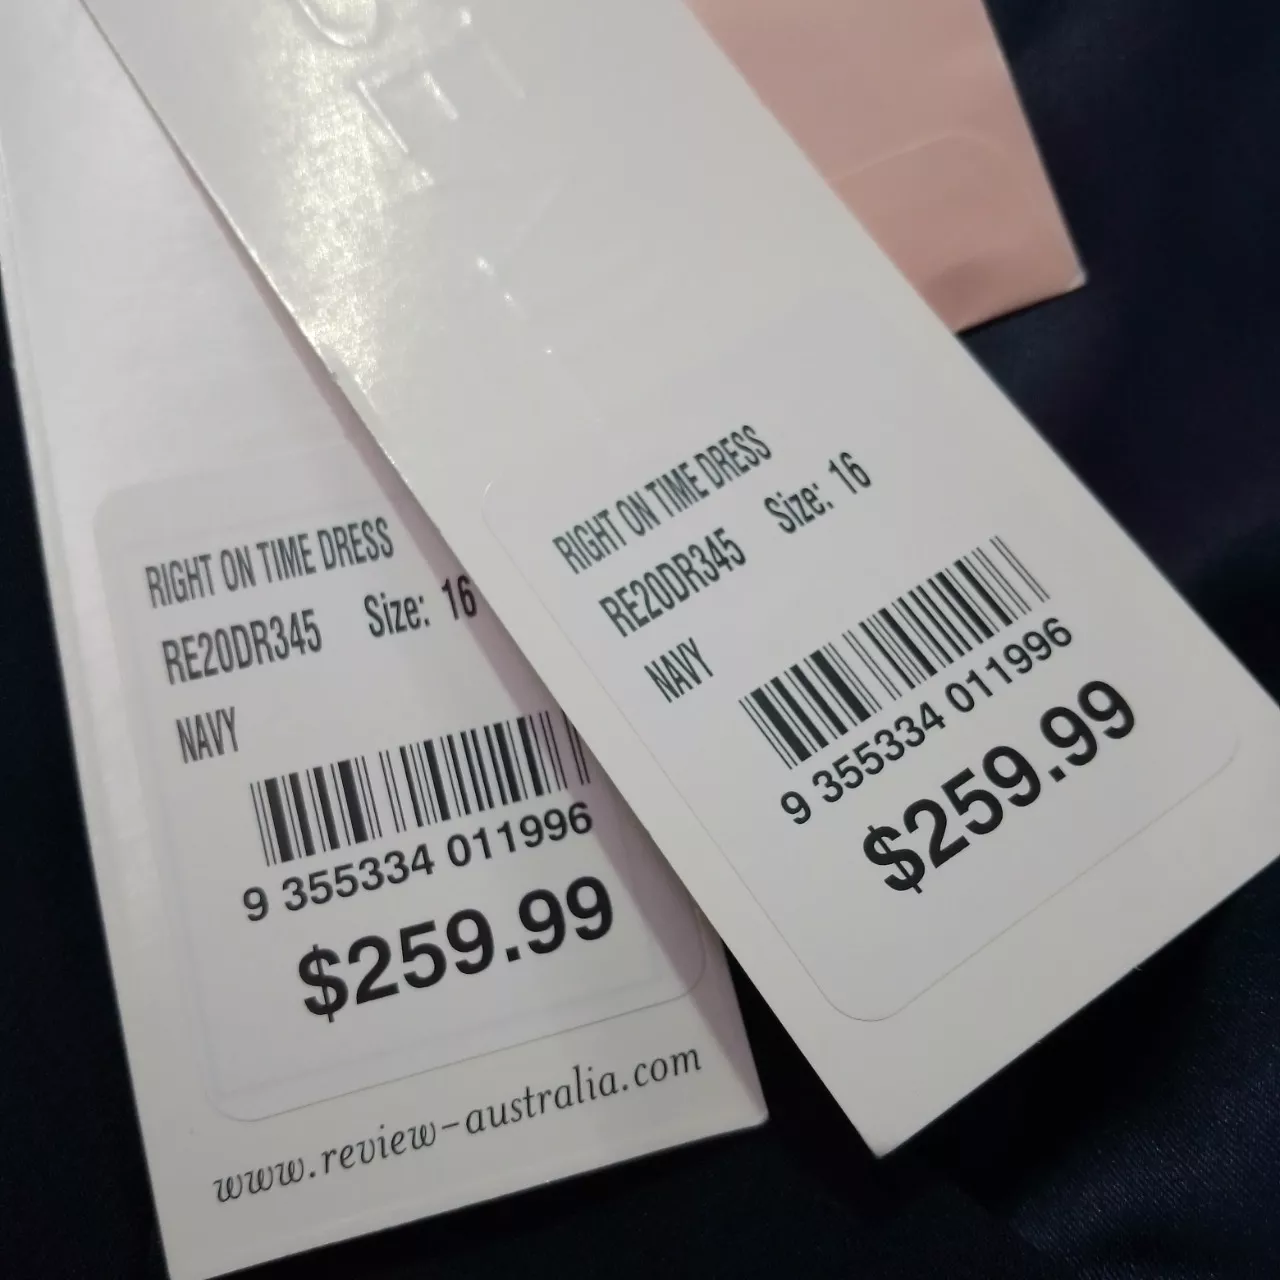 RIGHT ON TIME DRESS
RE20DR345 Size: 16
NAVY
9 355334 011996
$259.99
www.review-australia.com
RIGHT ON TIME DRESS
RE20DR345 Size: 16
NAVY
9 355334 011996
$259.99